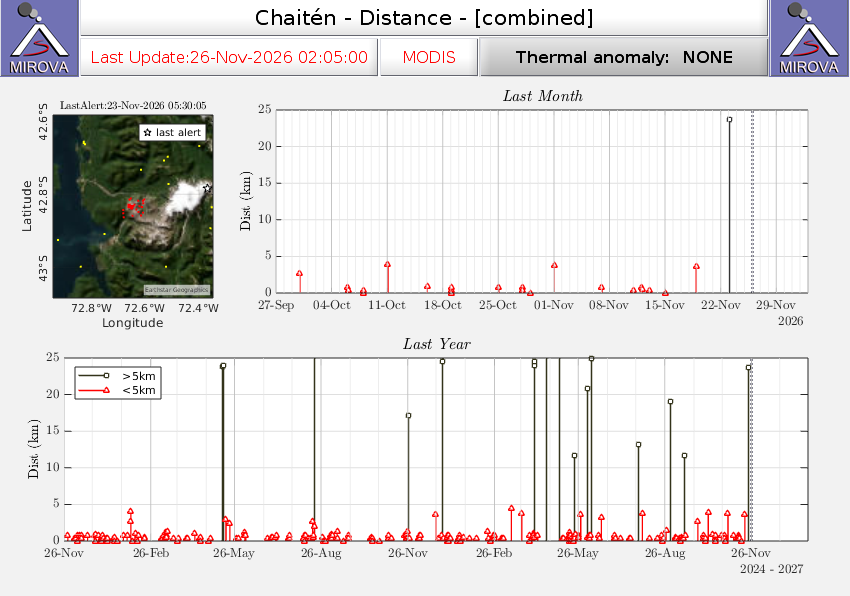 Chaitén - Distance - [combined]
MIROVA
Last Update:26-Nov-2026 02:05:00
MODIS
Thermal anomaly: NONE
MIROVA
LastAlert:23-Nov-2026 05:30:05
last alert
Latitude
42.6°S
42.8°S
43°S
Earthstar Geographics
72.8°W 72.6°W 72.4°W
Longitude
Last Month
Dist (km)
25
20
15
10
5
0
27-Sep 04-Oct 11-Oct 18-Oct 25-Oct 01-Nov 08-Nov 15-Nov 22-Nov 29-Nov
2026
Last Year
Dist (km)
25
20
15
10
5
0
>5km
<5km
26-Nov 26-Feb 26-May 26-Aug 26-Nov 26-Feb 26-May 26-Aug 26-Nov
2024 - 2027